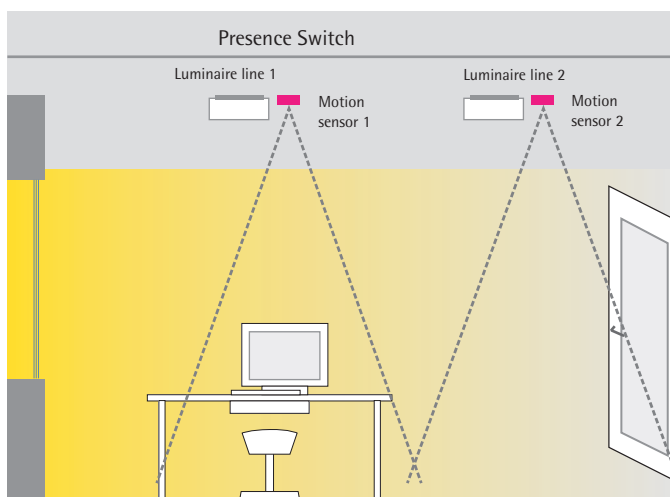 Presence Switch
Luminaire line 1
Motion
sensor 1
Luminaire line 2
Motion
sensor 2